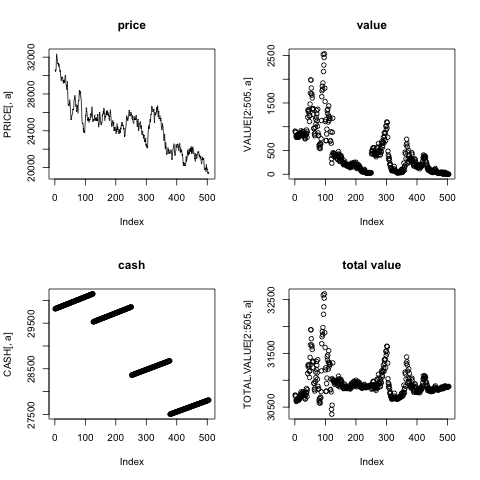 price
PRICE[, a]
20000 24000 28000 32000
0 100 200 300 400 500
Index
value
VALUE[2:505, a]
0 500 1500 2500
0 100 200 300 400 500
Index
cash
CASH[, a]
27500 28500 29500
0 100 200 300 400 500
Index
total value
TOTAL.VALUE[2:505, a]
30500 31500 32500
0 100 200 300 400 500
Index